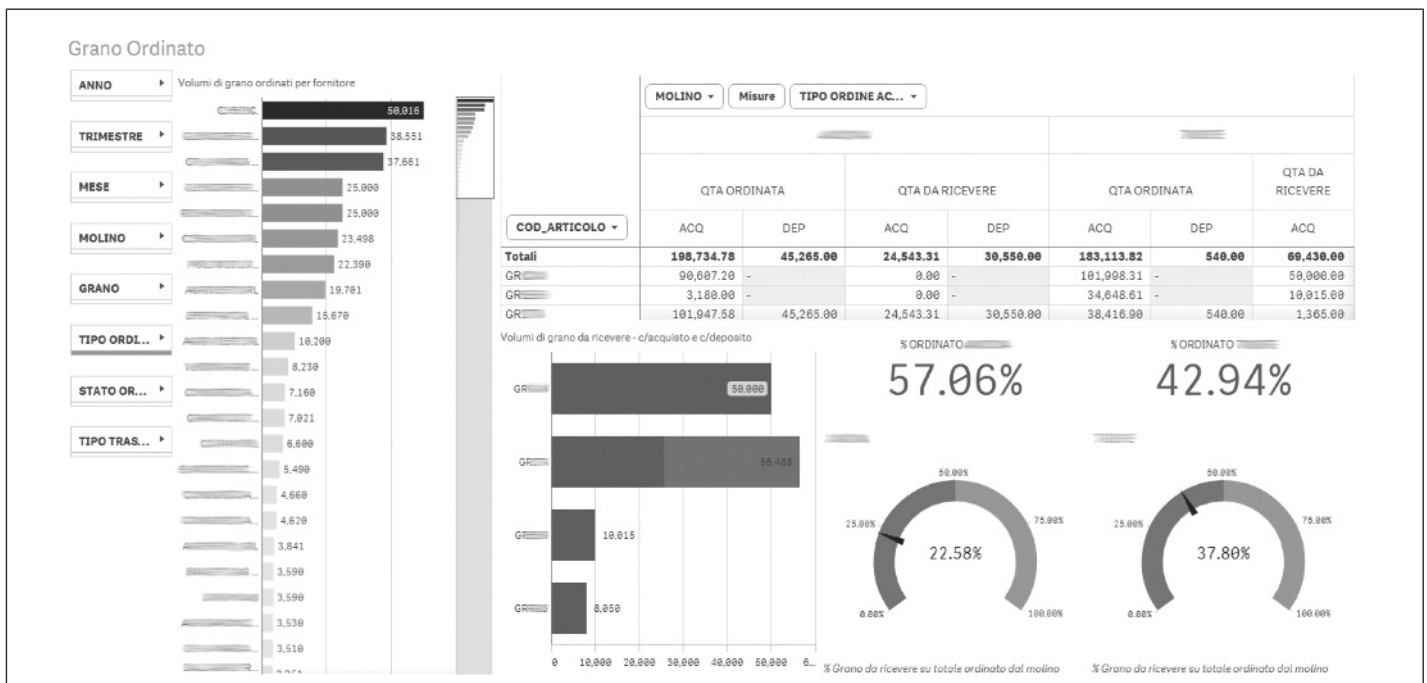 Grano Ordinato
ANNO
TRIMESTRE
MESE
MOLINO
GRANO
TIPO ORDI...
STATO OR...
TIPO TRAS...
Volumi di grano ordinati per fornitore
50,016
38,551
37,661
25,000
25,000
23,498
22,390
19,701
15,670
10,200
8,230
7,160
7,021
6,600
5,490
4,660
4,620
3,841
3,590
3,590
3,530
3,510
MOLINO Misure TIPO ORDINE AC...
QTA ORDINATA QTA DA RICEVERE QTA ORDINATA QTA DA RICEVERE
COD_ARTICOLO ACQ DEP ACQ DEP ACQ DEP ACQ
Totali 198,734.78 45,265.00 24,543.31 30,550.00 183,113.82 540.00 69,430.00
GR 90,607.20 - 0.00 - 101,998.31 - 50,000.00
GR 3,180.00 - 0.00 - 34,648.61 - 10,015.00
GR 101,947.58 45,265.00 24,543.31 30,550.00 38,416.90 540.00 1,365.00
Volumi di grano da ricevere - c/acquisto e c/deposito
GR 50,000
GR 56,488
GR 10,015
GR 8,050
0 10,000 20,000 30,000 40,000 50,000 6...
% ORDINATO
57.06%
% ORDINATO
42.94%
50.00%
25.00% 75.00%
22.58%
0.00% 100.00%
% Grano da ricevere su totale ordinato dal molino
50.00%
25.00% 75.00%
37.80%
0.00% 100.00%
% Grano da ricevere su totale ordinato dal molino